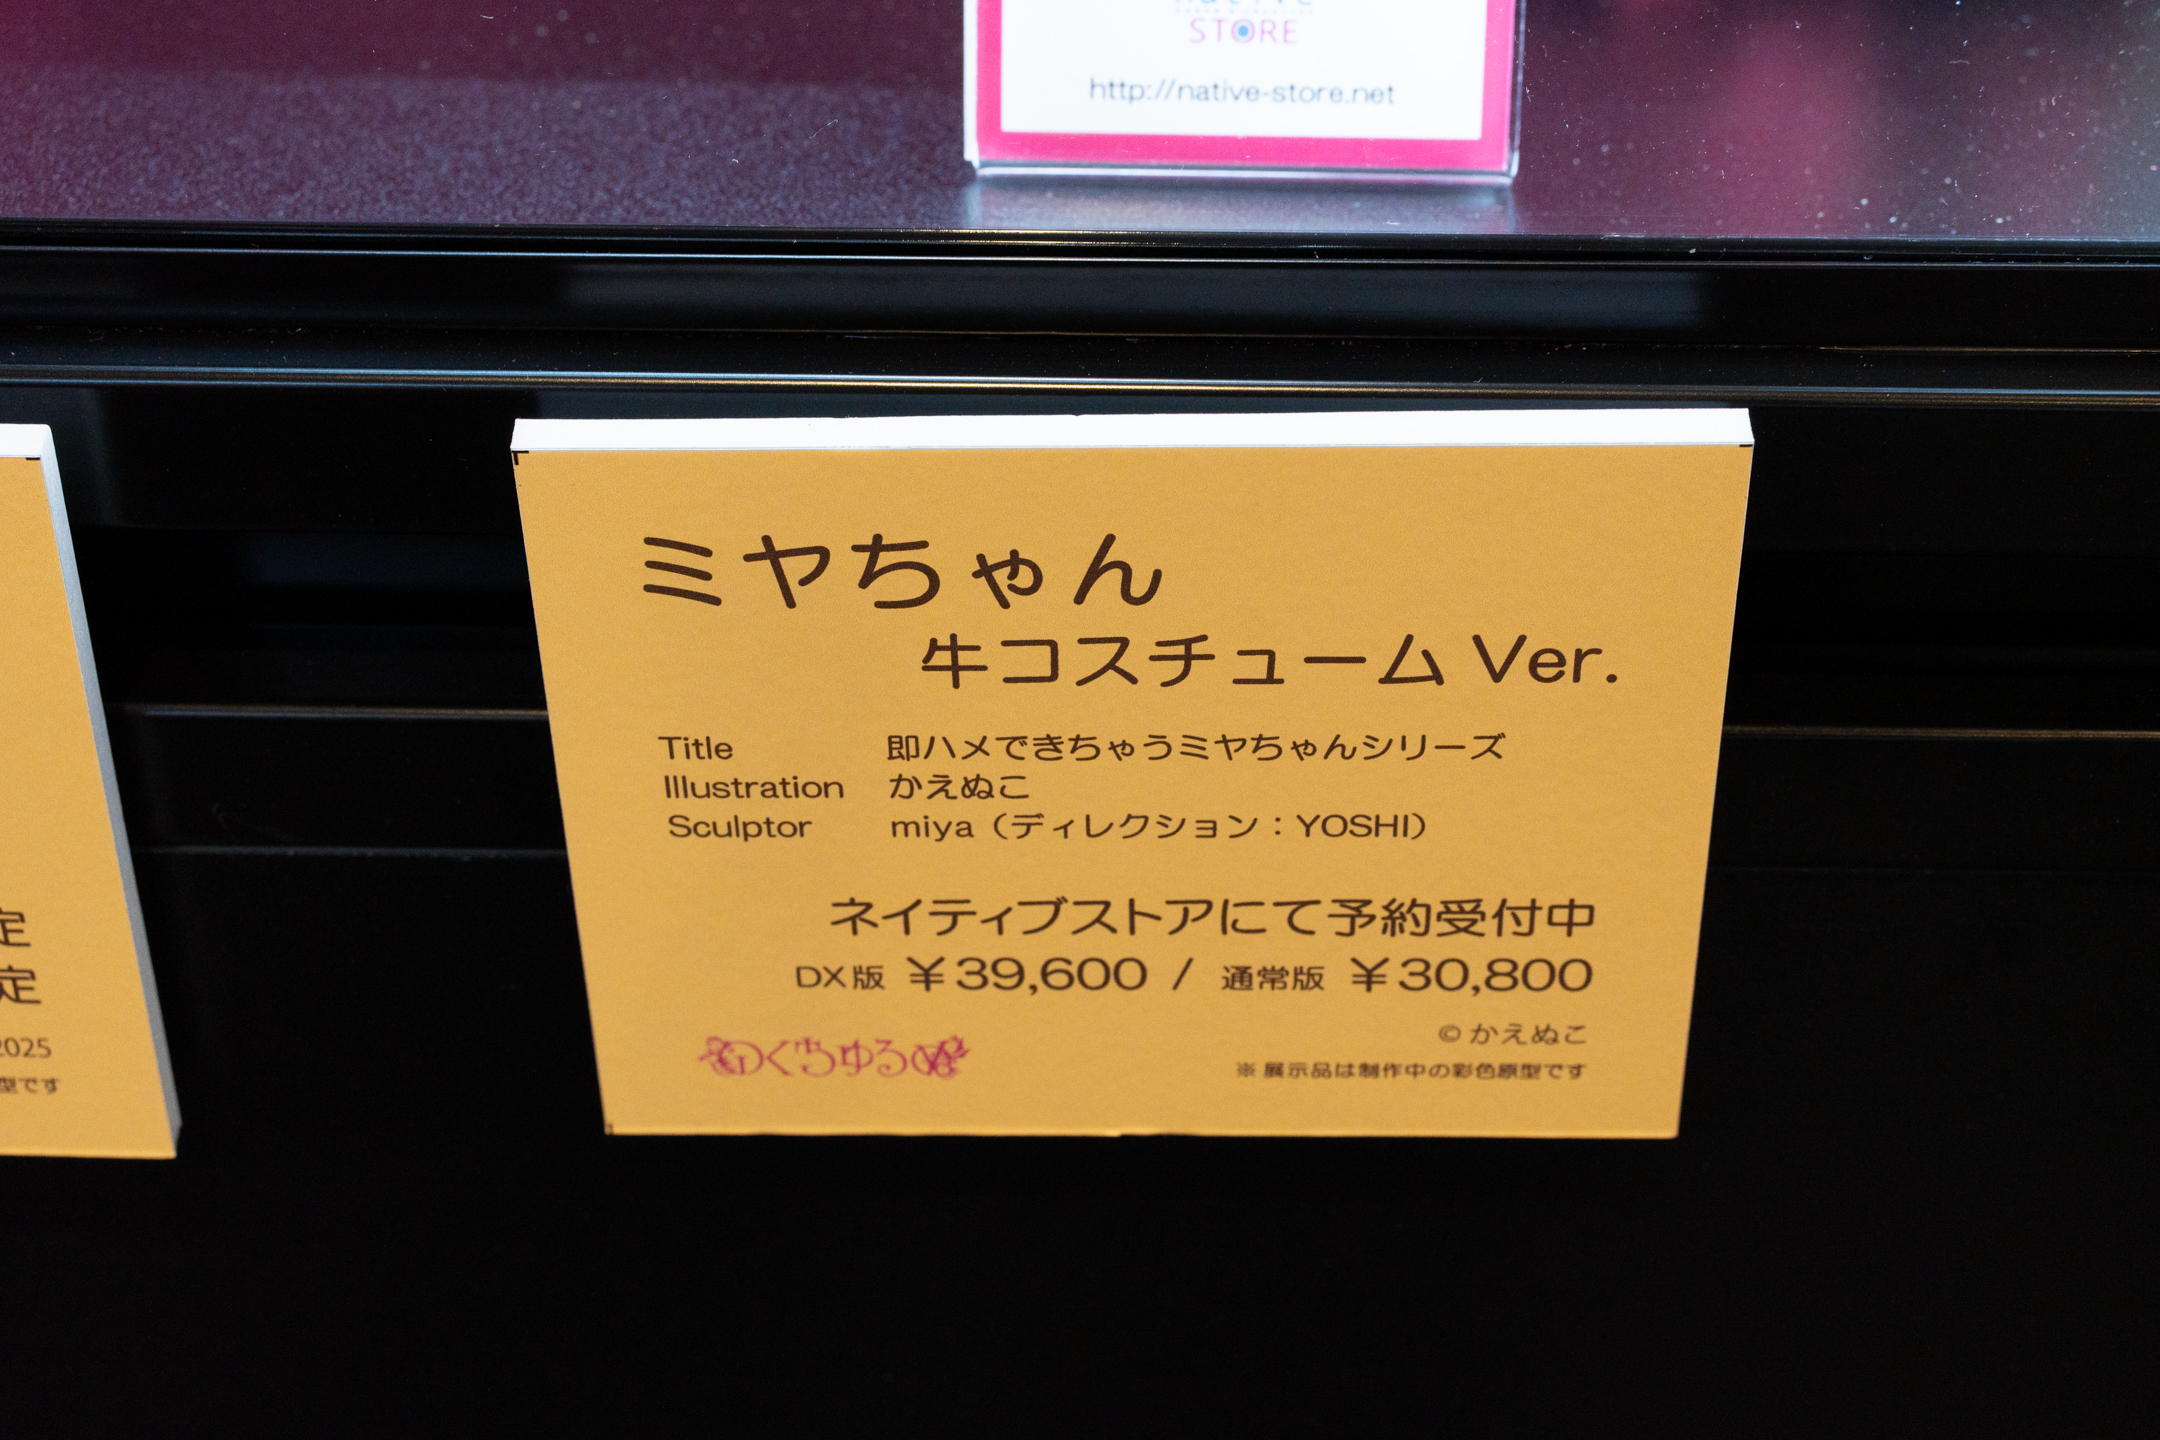 native
STORE
http://native-store.net
ミヤちゃん
牛コスチューム Ver.
Title 即ハメできちゃうミヤちゃんシリーズ
Illustration かえぬこ
Sculptor miya（ディレクション：YOSHI）
ネイティブストアにて予約受付中
DX版 ¥39,600 / 通常版 ¥30,800
© かえぬこ
※ 展示品は制作中の彩色原型です
定
定
2025
型です